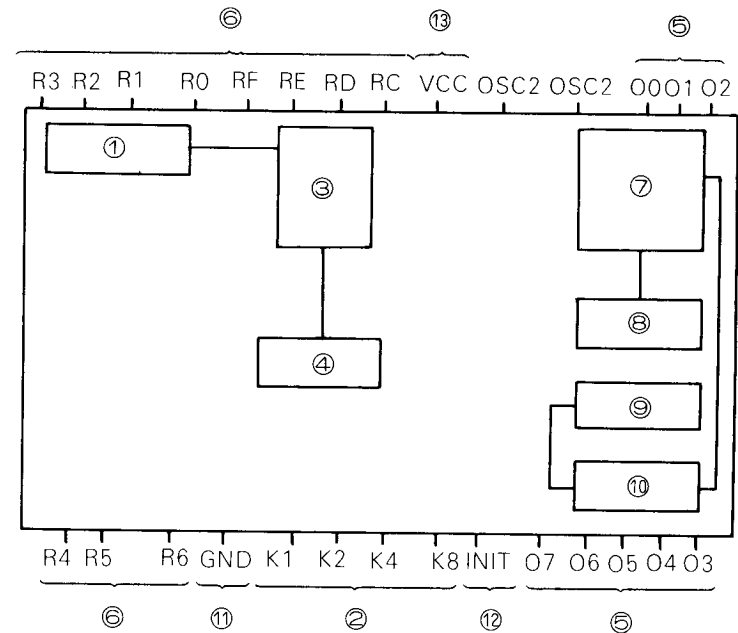 ⑥ ⑬ ⑤
R3 R2 R1 R0 RF RE RD RC VCC OSC2 OSC2 O0 O1 O2
① ③ ⑦
⑧
④
⑨
⑩
R4 R5 R6 GND K1 K2 K4 K8 INIT O7 O6 O5 O4 O3
⑥ ⑪ ② ⑫ ⑤